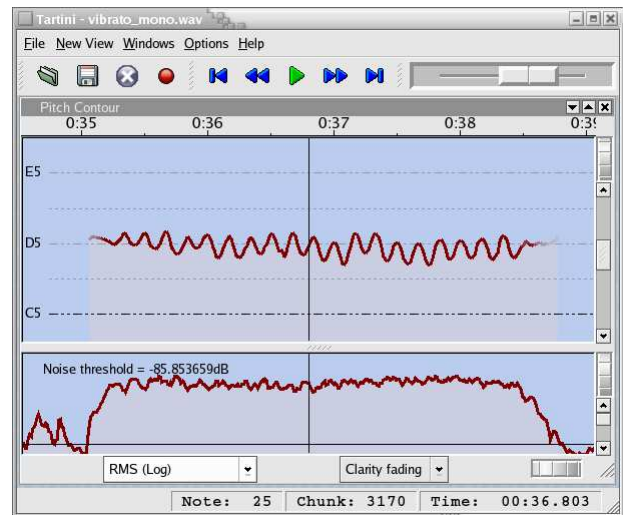 Tartini - vibrato_mono.wav
File New View Windows Options Help
Pitch Contour
0:35 0:36 0:37 0:38 0:39
E5
D5
C5
Noise threshold = -85.853659dB
RMS (Log) Clarity fading
Note: 25 Chunk: 3170 Time: 00:36.803